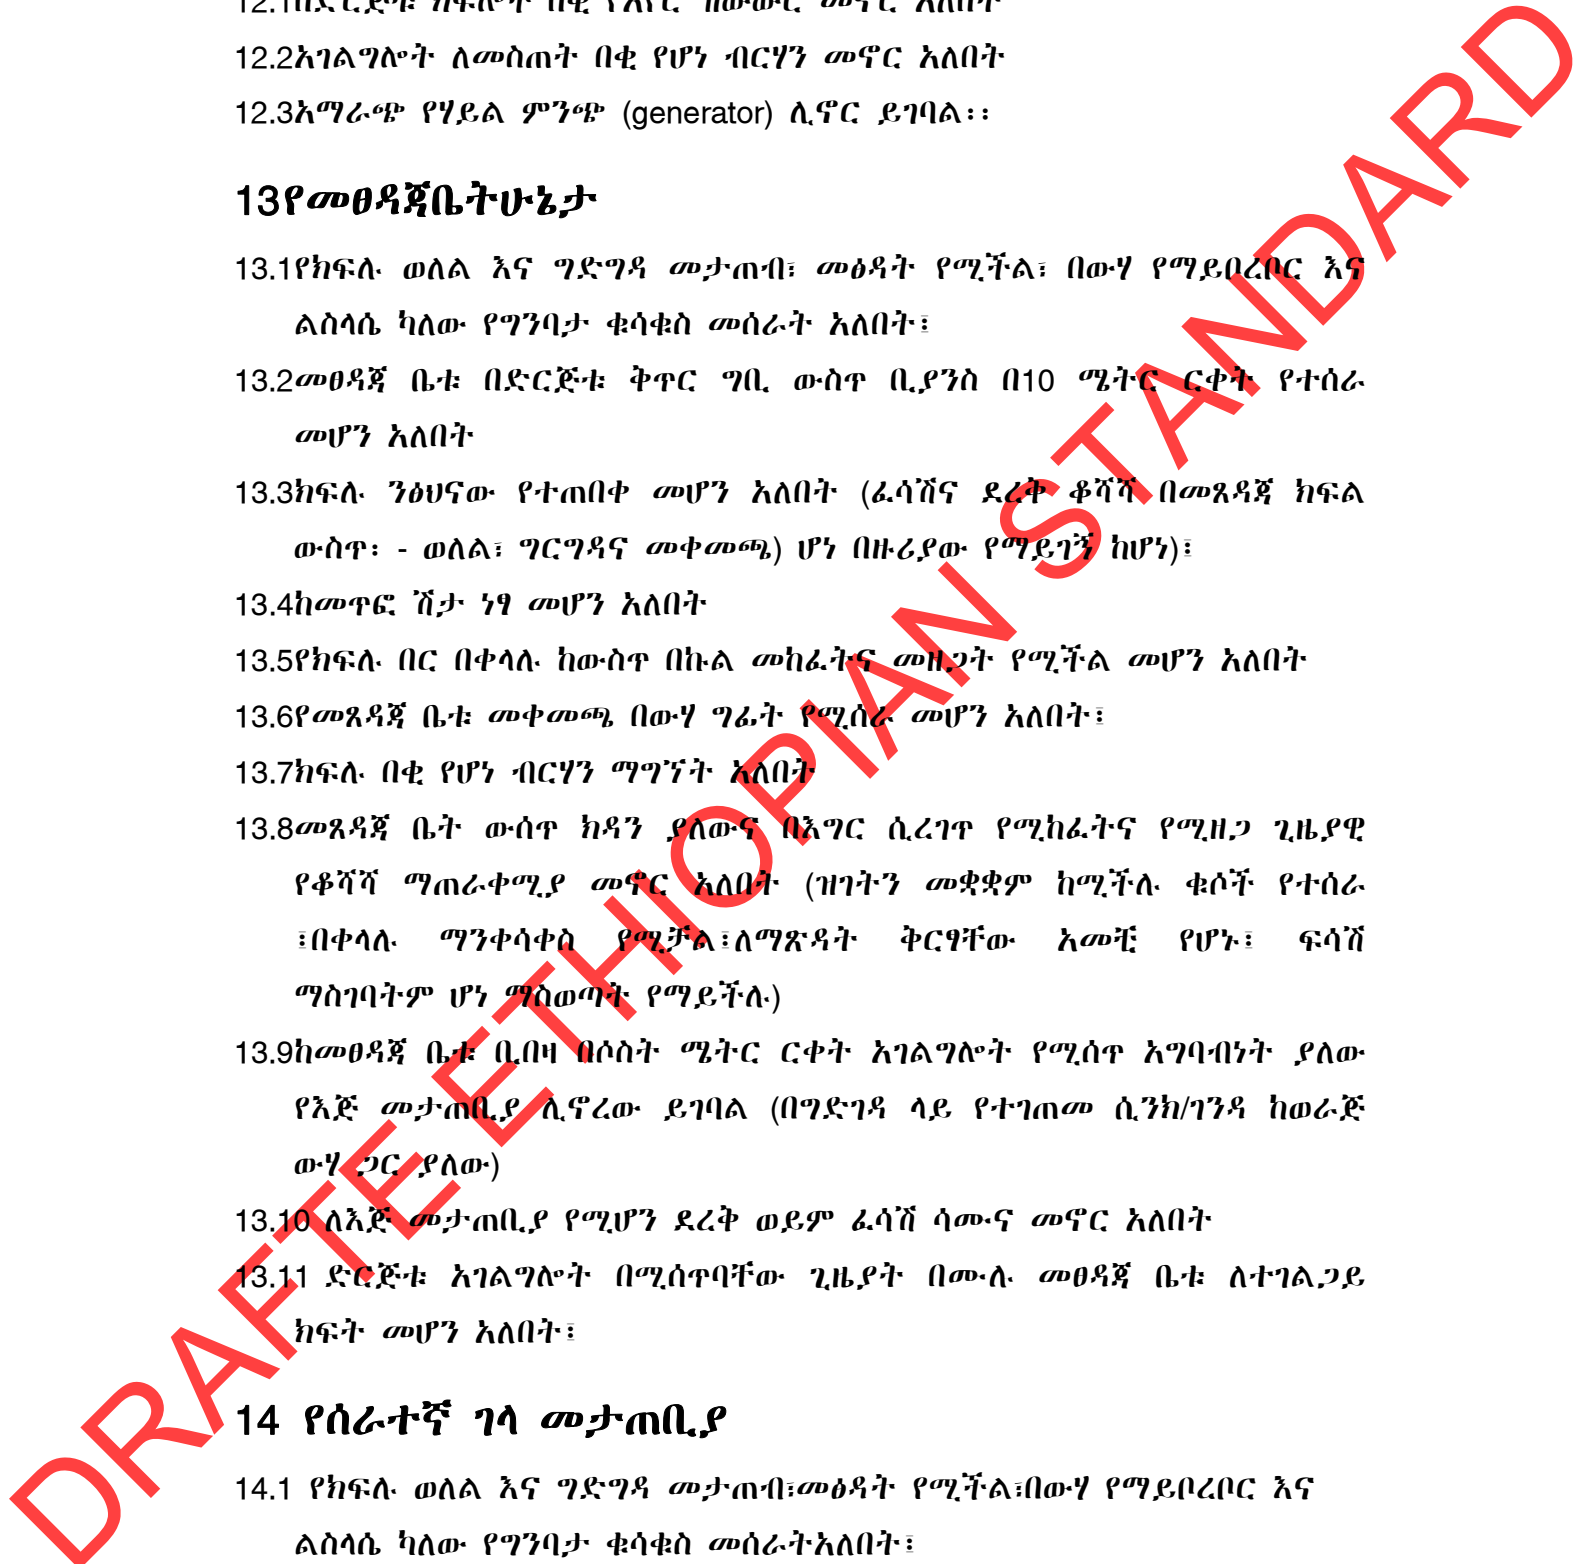 12.2አገልግሎት ለመስጠት በቂ የሆነ ብርሃን መኖር አለበት
12.3አማራጭ የሃይል ምንጭ (generator) ሊኖር ይገባል፡፡
13የመፀዳጃቤትሁኔታ
13.1የክፍሉ ወለል እና ግድግዳ መታጠብ፣ መፅዳት የሚችል፣ በውሃ የማይቦረቦር እና
ልስላሴ ካለው የግንባታ ቁሳቁስ መሰራት አለበት፤
13.2መፀዳጃ ቤቱ በድርጅቱ ቅጥር ግቢ ውስጥ ቢያንስ በ10 ሜትር ርቀት የተሰራ
መሆን አለበት
13.3ክፍሉ ንፅህናው የተጠበቀ መሆን አለበት (ፈሳሽና ደረቅ ቆሻሻ በመጸዳጃ ክፍል
ውስጥ፡ - ወለል፣ ግርግዳና መቀመጫ) ሆነ በዙሪያው የማይገኝ ከሆነ)፤
13.4ከመጥፎ ሽታ ነፃ መሆን አለበት
13.5የክፍሉ በር በቀላሉ ከውስጥ በኩል መከፈትና መዘጋት የሚችል መሆን አለበት
13.6የመጸዳጃ ቤቱ መቀመጫ በውሃ ግፊት የሚሰራ መሆን አለበት፤
13.7ክፍሉ በቂ የሆነ ብርሃን ማግኘት አለበት
13.8መጸዳጃ ቤት ውሰጥ ክዳን ያለውና በእግር ሲረገጥ የሚከፈትና የሚዘጋ ጊዜያዊ
የቆሻሻ ማጠራቀሚያ መኖር አለበት (ዝገትን መቋቋም ከሚችሉ ቁሶች የተሰራ
፤በቀላሉ ማንቀሳቀስ የሚቻል፤ለማጽዳት ቅርፃቸው አመቺ የሆኑ፤ ፍሳሽ
ማስገባትም ሆነ ማስወጣት የማይችሉ)
13.9ከመፀዳጃ ቤቱ ቢበዛ በሶስት ሜትር ርቀት አገልግሎት የሚሰጥ አግባብነት ያለው
የእጅ መታጠቢያ ሊኖረው ይገባል (በግድገዳ ላይ የተገጠመ ሲንክ/ገንዳ ከወራጅ
ውሃ ጋር ያለው)
13.10 ለእጅ መታጠቢያ የሚሆን ደረቅ ወይም ፈሳሽ ሳሙና መኖር አለበት
13.11 ድርጅቱ አገልግሎት በሚሰጥባቸው ጊዜያት በሙሉ መፀዳጃ ቤቱ ለተገልጋይ
ክፍት መሆን አለበት፤
14 የሰራተኛ ገላ መታጠቢያ
14.1 የክፍሉ ወለል እና ግድግዳ መታጠብ፣መፅዳት የሚችል፣በውሃ የማይቦረቦር እና
ልስላሴ ካለው የግንባታ ቁሳቁስ መሰራትአለበት፤
DRAFTE ETHIOPIAN STANDARD